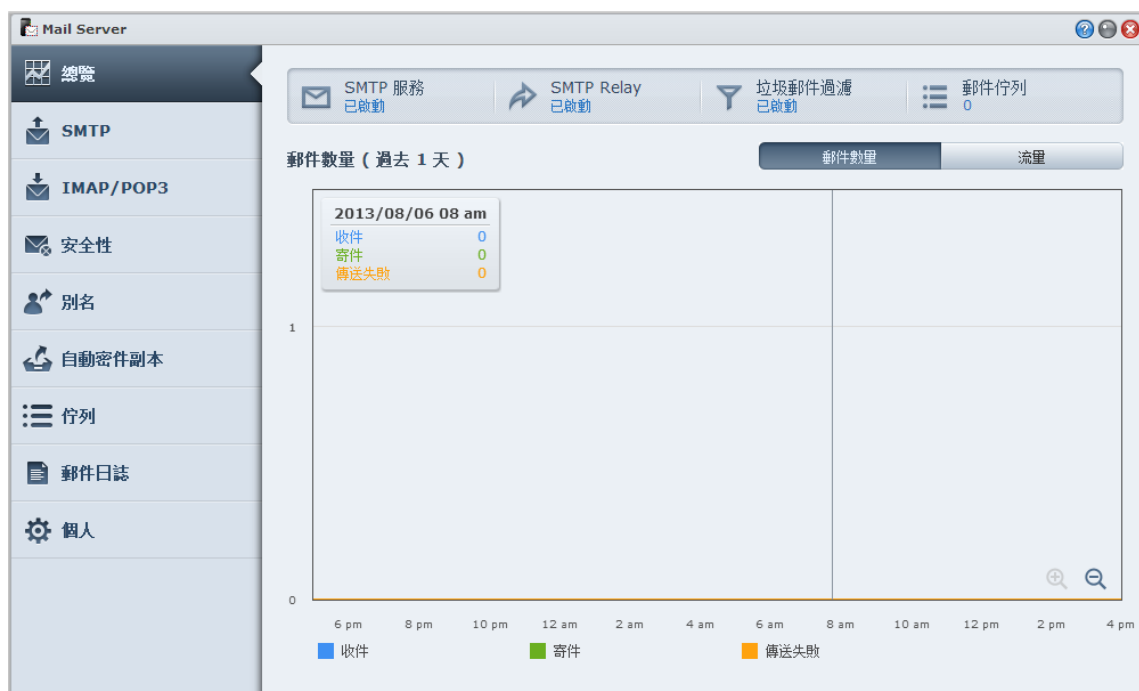 Mail Server
總覽
SMTP
IMAP/POP3
安全性
別名
自動密件副本
佇列
郵件日誌
個人
SMTP 服務
已啟動
SMTP Relay
已啟動
垃圾郵件過濾
已啟動
郵件佇列
0
郵件數量 ( 過去 1 天 )
郵件數量
流量
2013/08/06 08 am
收件 0
寄件 0
傳送失敗 0
1
0
6 pm 8 pm 10 pm 12 am 2 am 4 am 6 am 8 am 10 am 12 pm 2 pm 4 pm
收件 寄件 傳送失敗